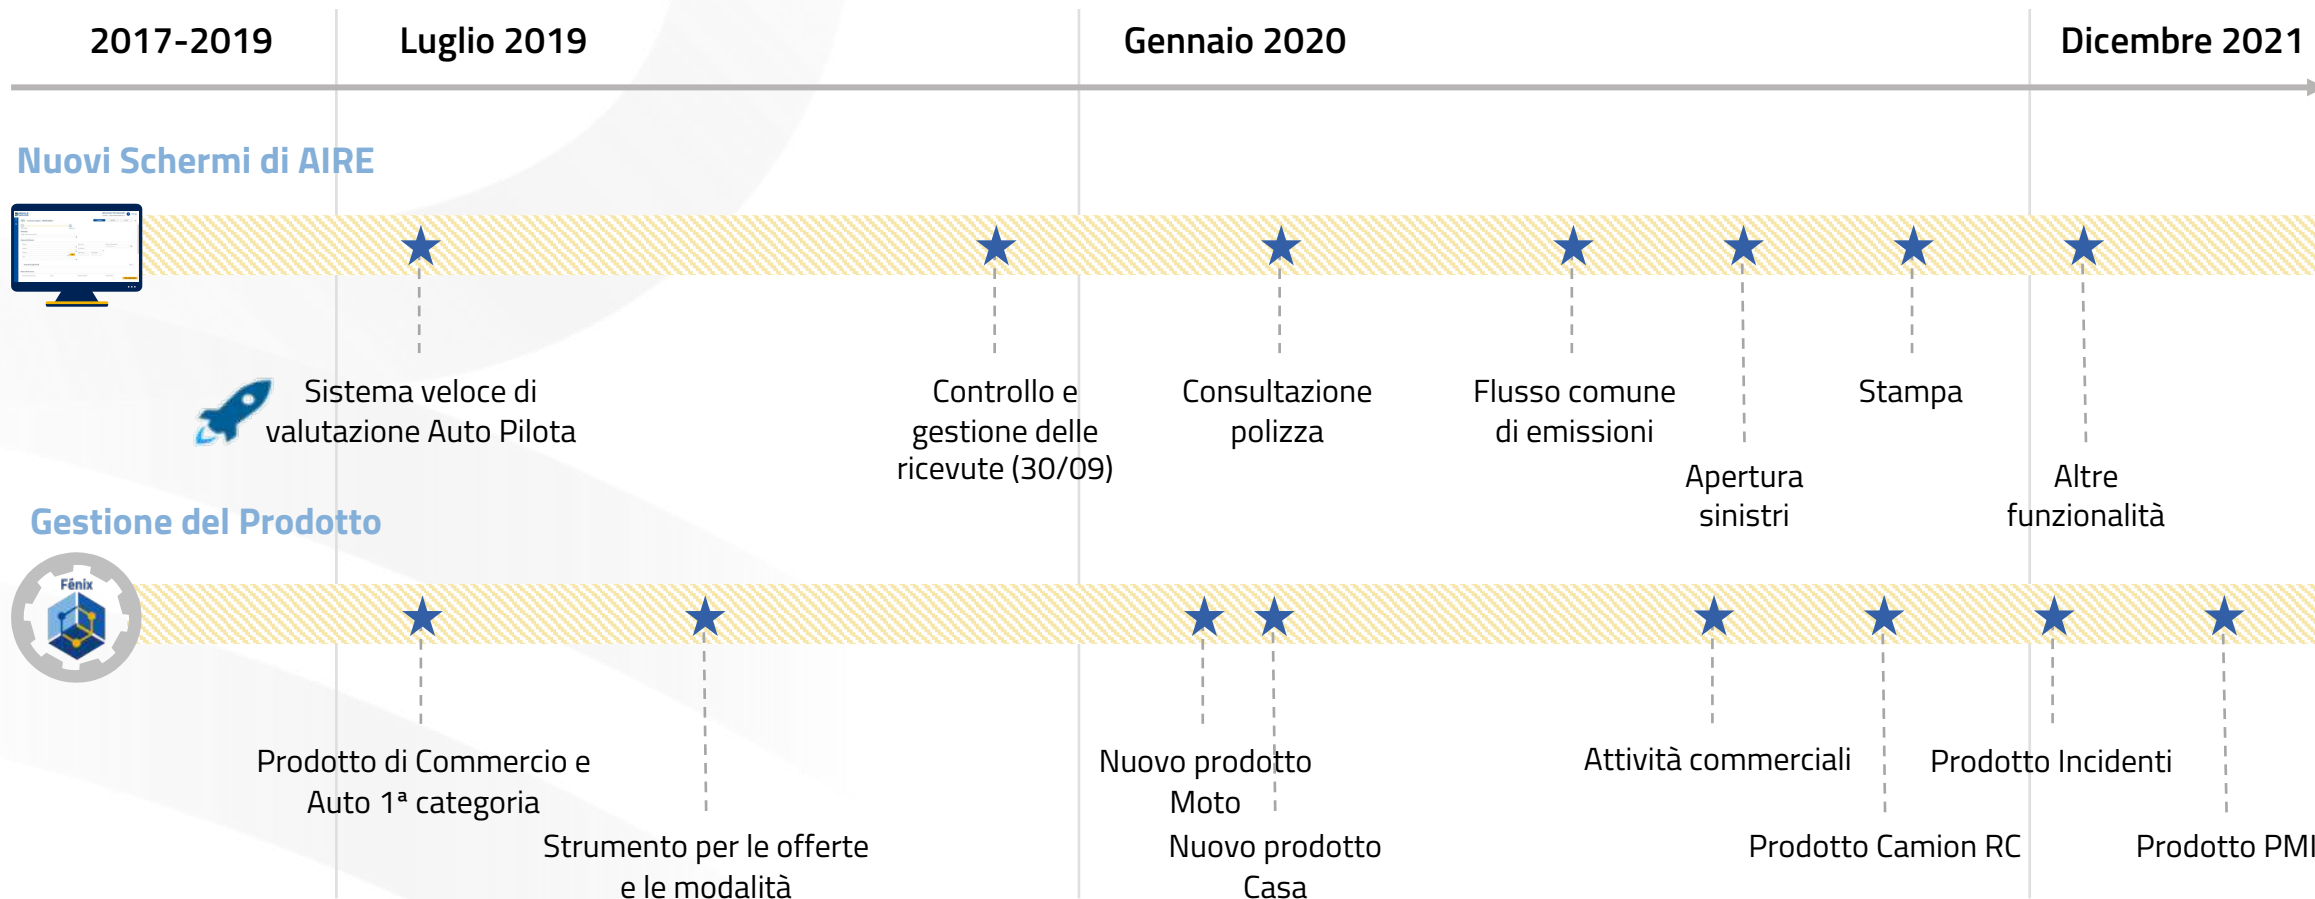 2017-2019
Luglio 2019
Gennaio 2020
Dicembre 2021
Nuovi Schermi di AIRE
Sistema veloce di
valutazione Auto Pilota
Controllo e
gestione delle
ricevute (30/09)
Consultazione
polizza
Flusso comune
di emissioni
Apertura
sinistri
Stampa
Altre
funzionalità
Gestione del Prodotto
Fénix
Prodotto di Commercio e
Auto 1ª categoria
Strumento per le offerte
e le modalità
Nuovo prodotto
Moto
Nuovo prodotto
Casa
Attività commerciali
Prodotto Camion RC
Prodotto Incidenti
Prodotto PMI